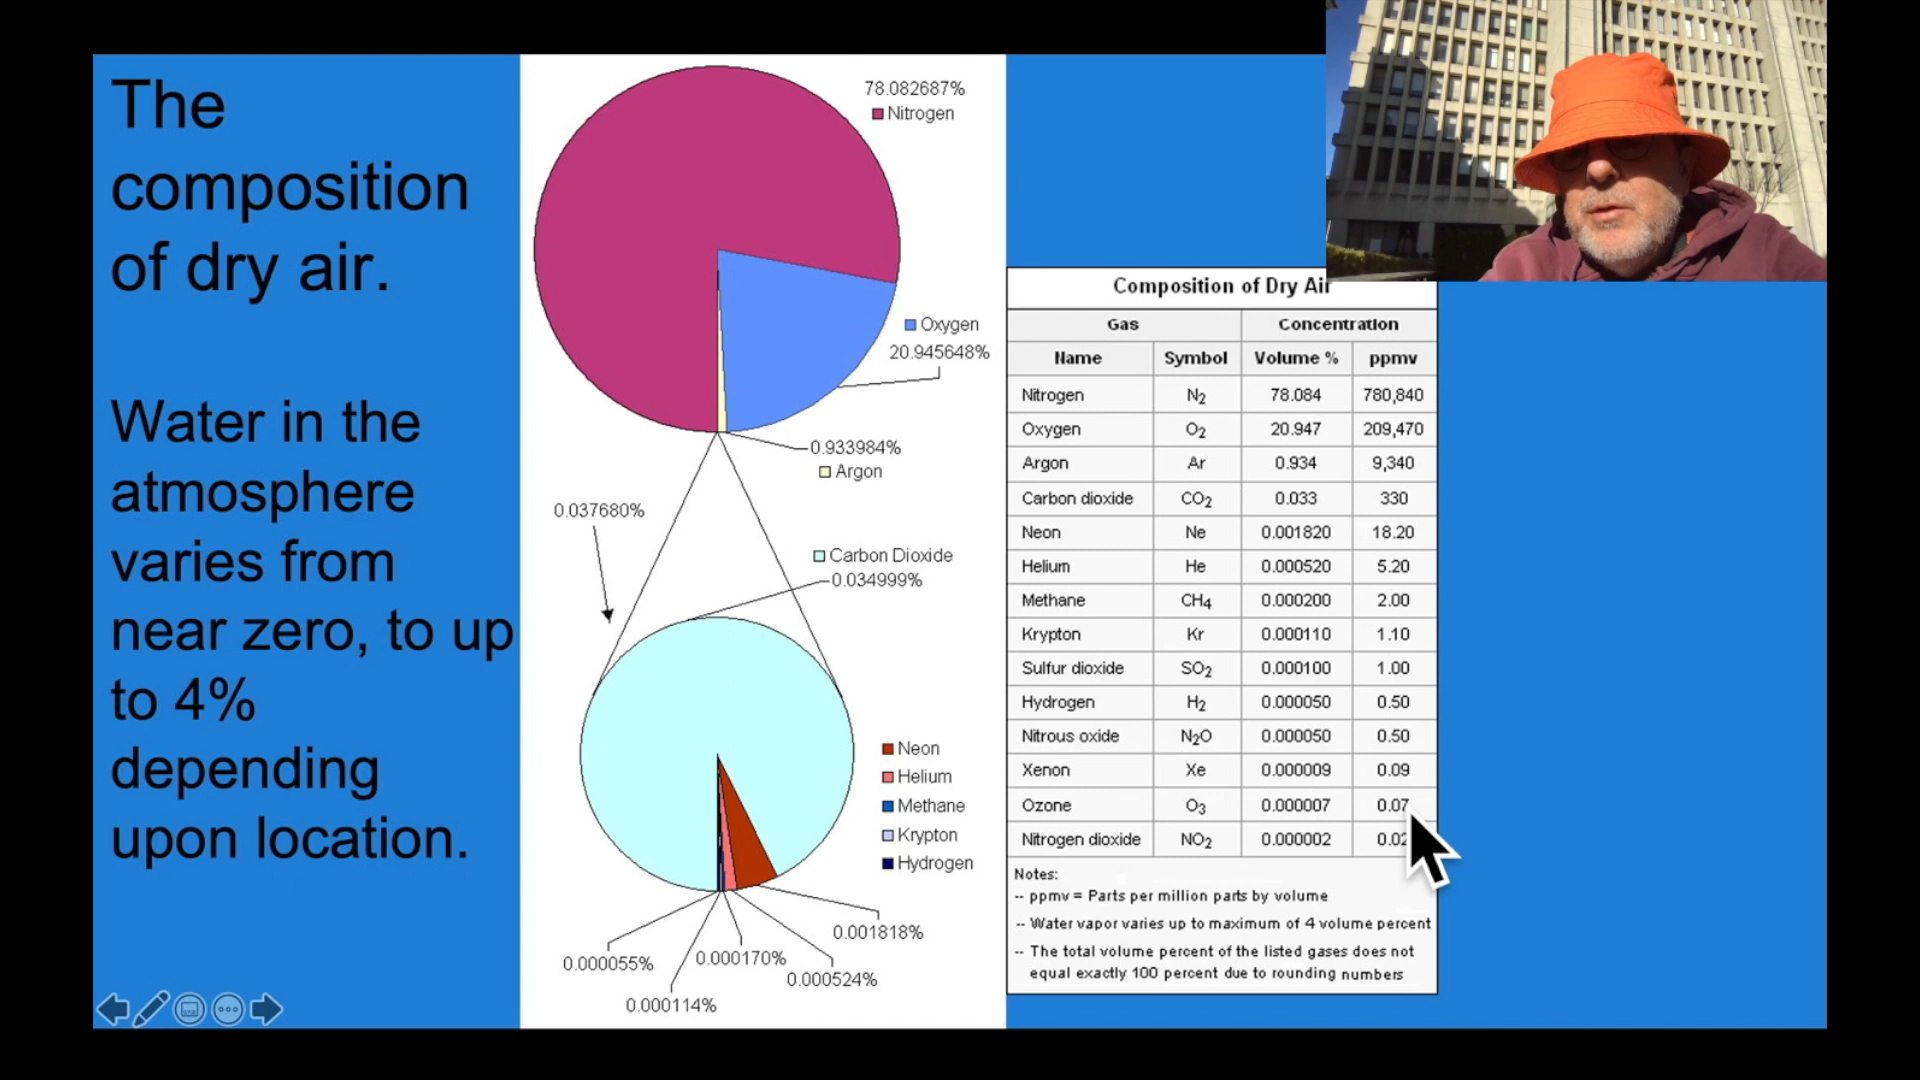 The
composition
of dry air.
Water in the
atmosphere
varies from
near zero, to up
to 4%
depending
upon location.
78.082687%
Nitrogen
Oxygen
20.945648%
0.933984%
Argon
0.037680%
Carbon Dioxide
0.034999%
Neon
Helium
Methane
Krypton
Hydrogen
0.001818%
0.000055%
0.000170%
0.000524%
0.000114%
Composition of Dry Air
Gas Concentration
Name Symbol Volume % ppmv
Nitrogen N2 78.084 780,840
Oxygen O2 20.947 209,470
Argon Ar 0.934 9,340
Carbon dioxide CO2 0.033 330
Neon Ne 0.001820 18.20
Helium He 0.000520 5.20
Methane CH4 0.000200 2.00
Krypton Kr 0.000110 1.10
Sulfur dioxide SO2 0.000100 1.00
Hydrogen H2 0.000050 0.50
Nitrous oxide N2O 0.000050 0.50
Xenon Xe 0.000009 0.09
Ozone O3 0.000007 0.07
Nitrogen dioxide NO2 0.000002 0.02
Notes:
-- ppmv = Parts per million parts by volume
-- Water vapor varies up to maximum of 4 volume percent
-- The total volume percent of the listed gases does not
equal exactly 100 percent due to rounding numbers